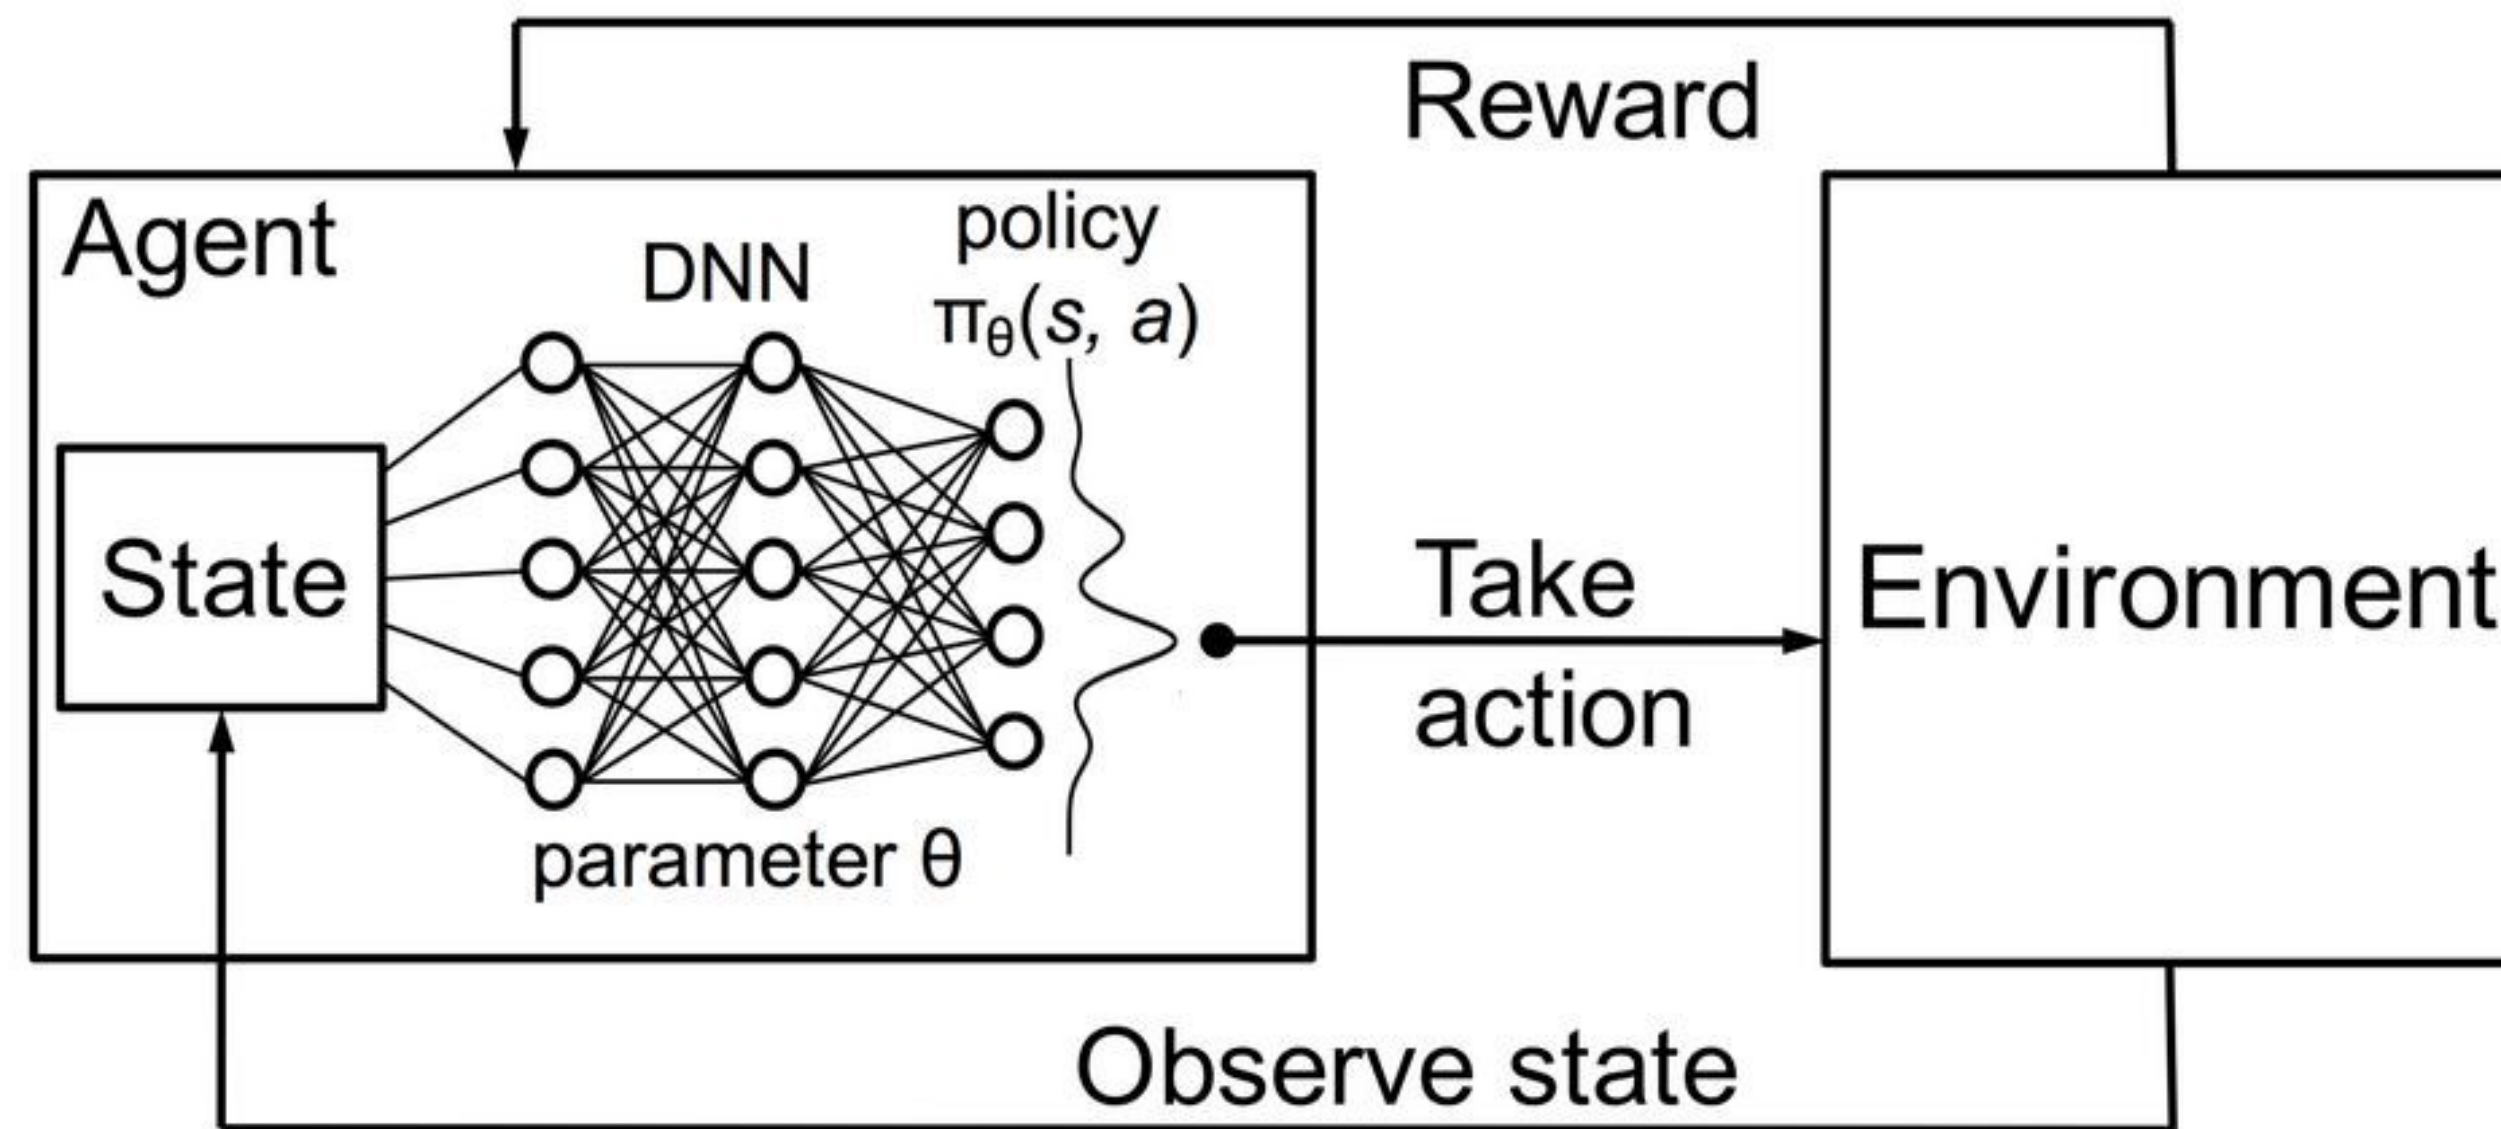 Reward
Agent
policy
DNN
πθ(s, a)
State
Take
action
Environment
parameter θ
Observe state